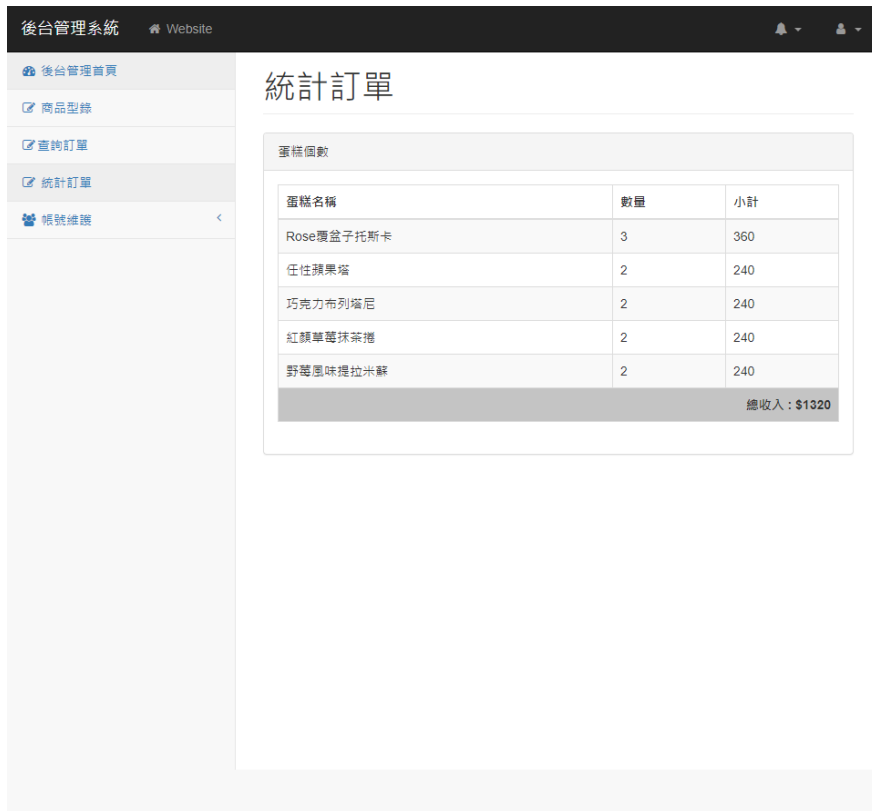 後台管理系統 Website
後台管理首頁
商品型錄
查詢訂單
統計訂單
帳號維護
統計訂單
蛋糕個數
蛋糕名稱 數量 小計
Rose覆盆子托斯卡 3 360
任性蘋果塔 2 240
巧克力布列塔尼 2 240
紅顏草莓抹茶捲 2 240
野莓風味提拉米蘇 2 240
總收入 : $1320